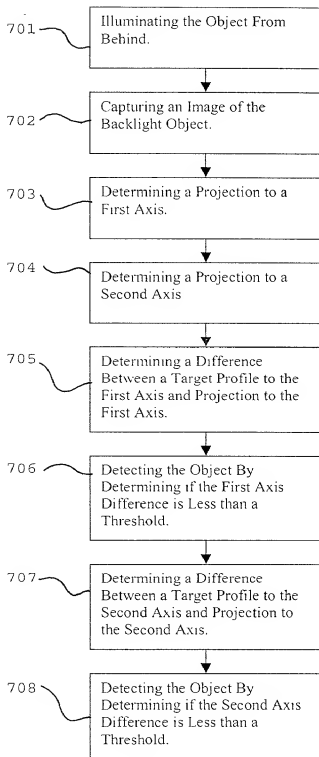 701
Illuminating the Object From
Behind.
702
Capturing an Image of the
Backlight Object.
703
Determining a Projection to a
First Axis.
704
Determining a Projection to a
Second Axis
705
Determining a Difference
Between a Target Profile to the
First Axis and Projection to the
First Axis.
706
Detecting the Object By
Determining if the First Axis
Difference is Less than a
Threshold.
707
Determining a Difference
Between a Target Profile to the
Second Axis and Projection to
the Second Axis.
708
Detecting the Object By
Determining if the Second Axis
Difference is Less than a
Threshold.